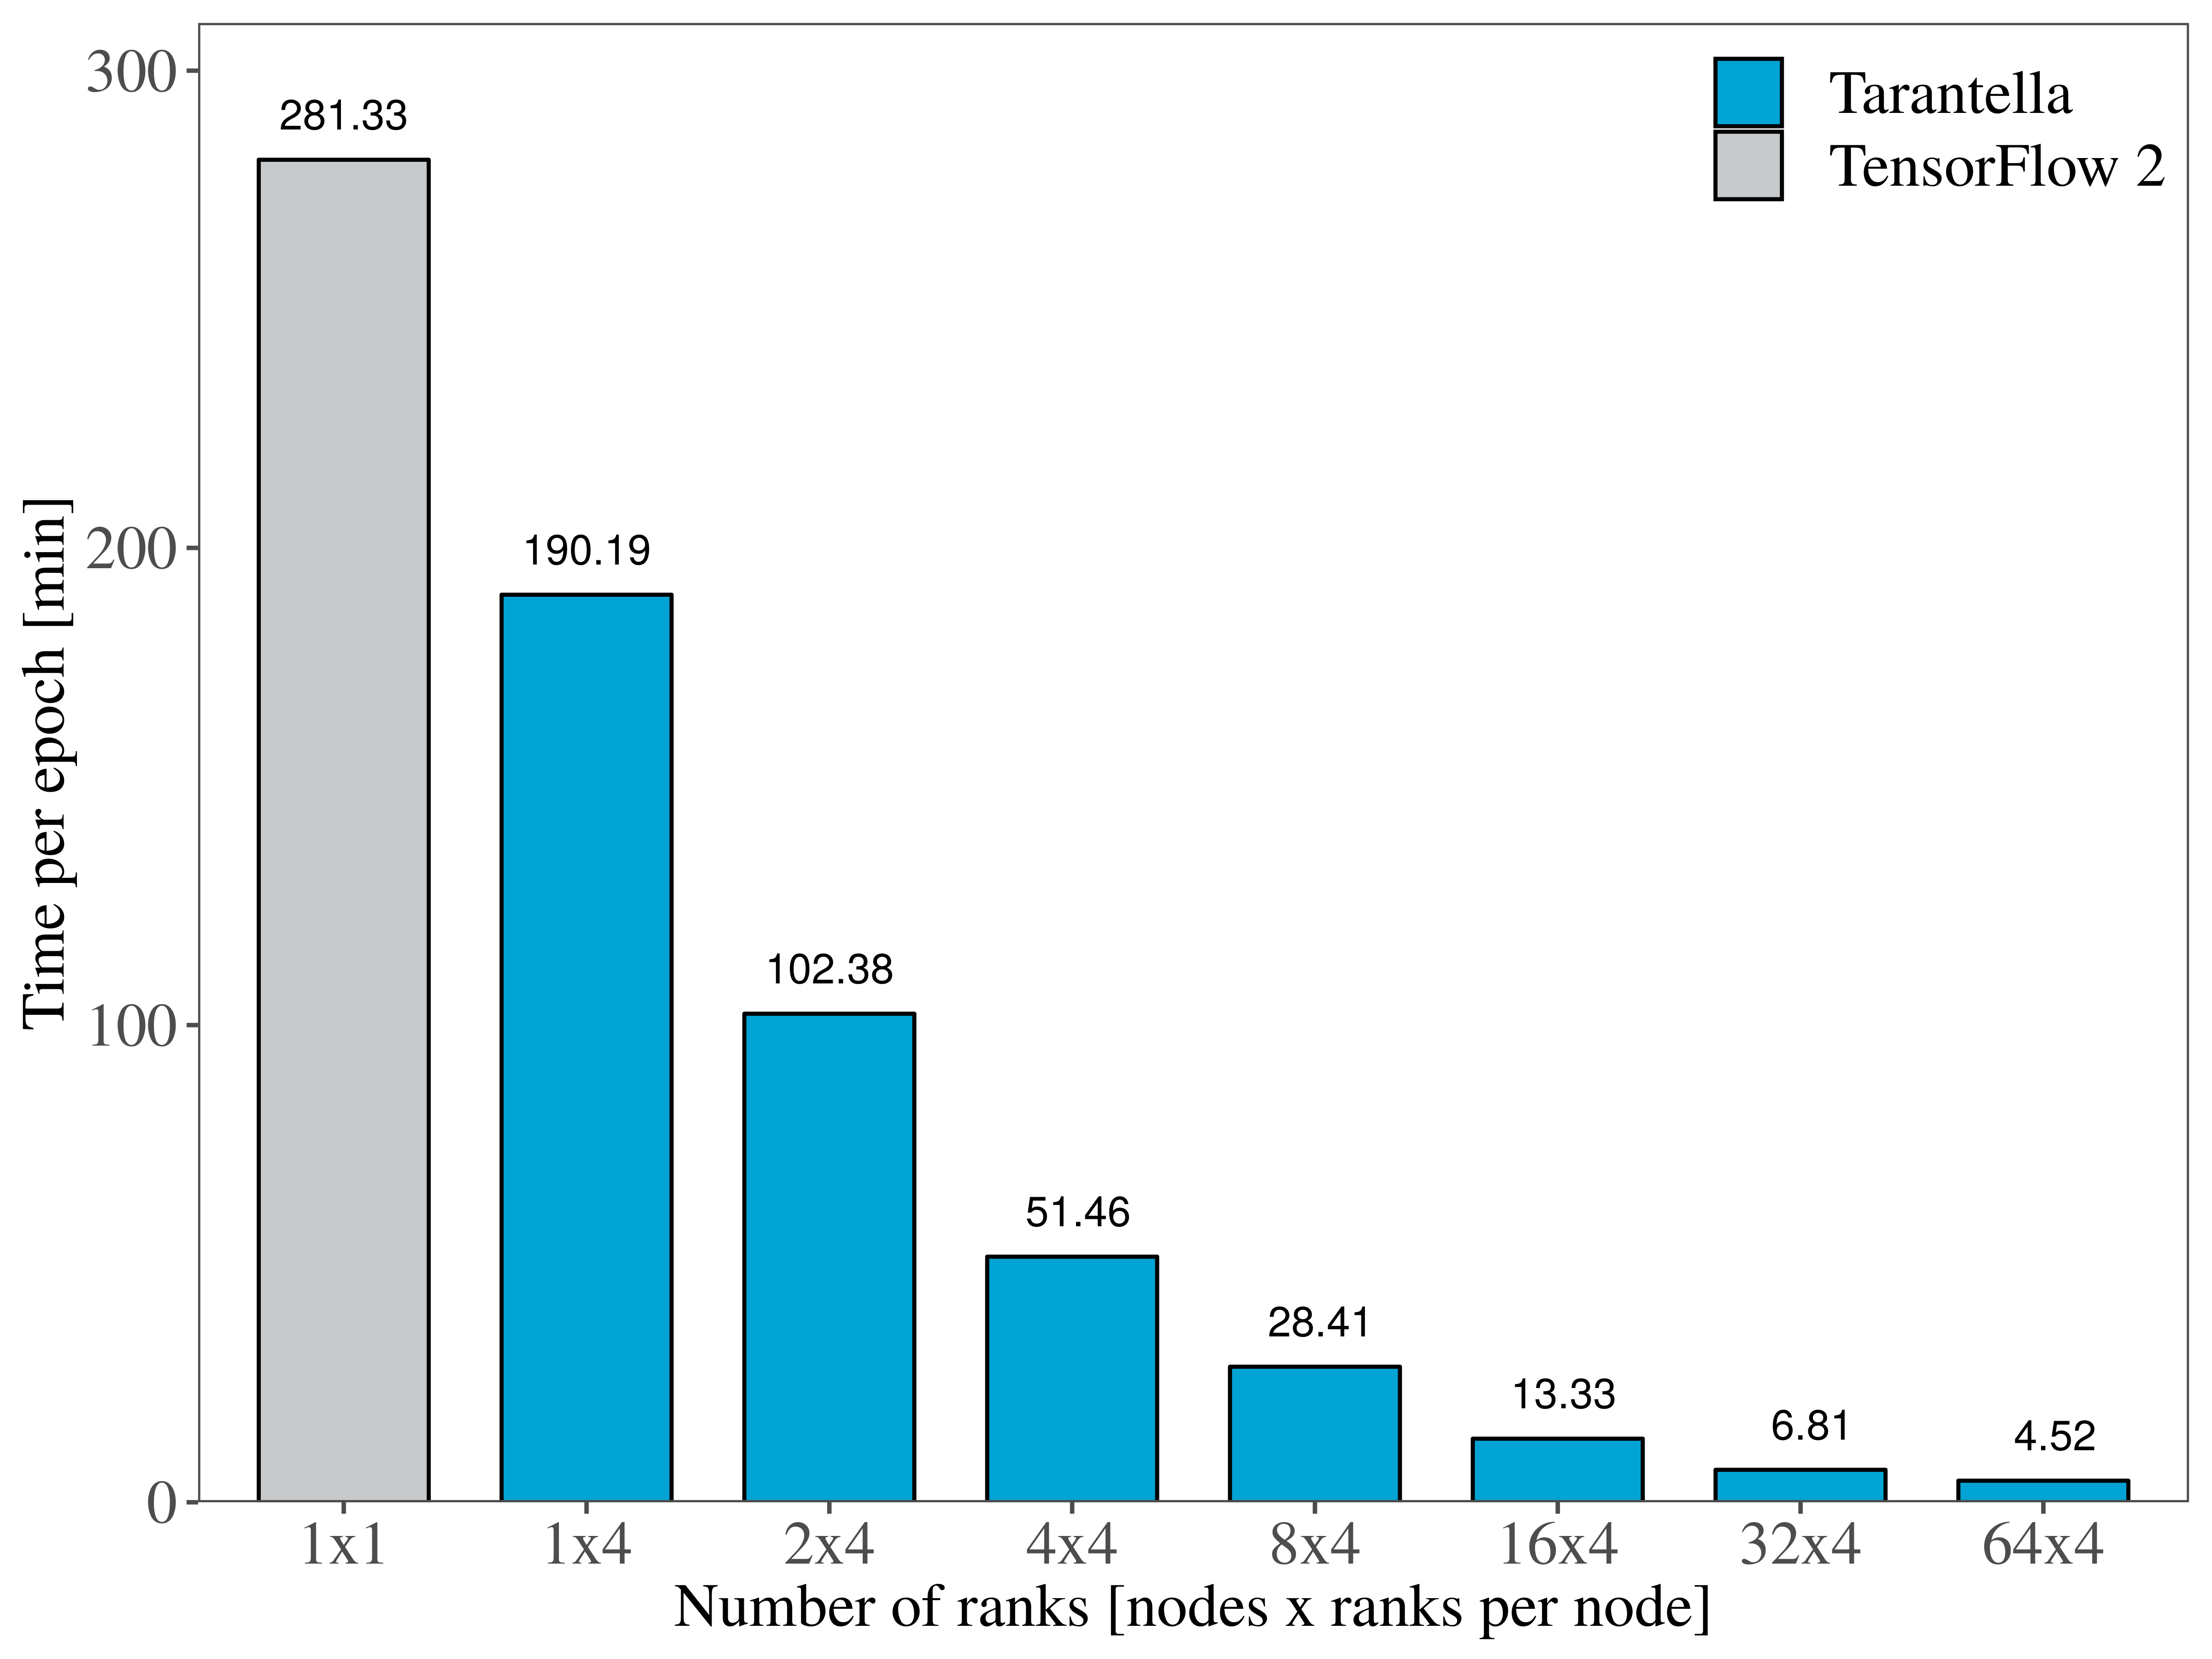 Tarantella
TensorFlow 2
Time per epoch [min]
300
200
100
0
281.33
190.19
102.38
51.46
28.41
13.33
6.81
4.52
1x1 1x4 2x4 4x4 8x4 16x4 32x4 64x4
Number of ranks [nodes x ranks per node]